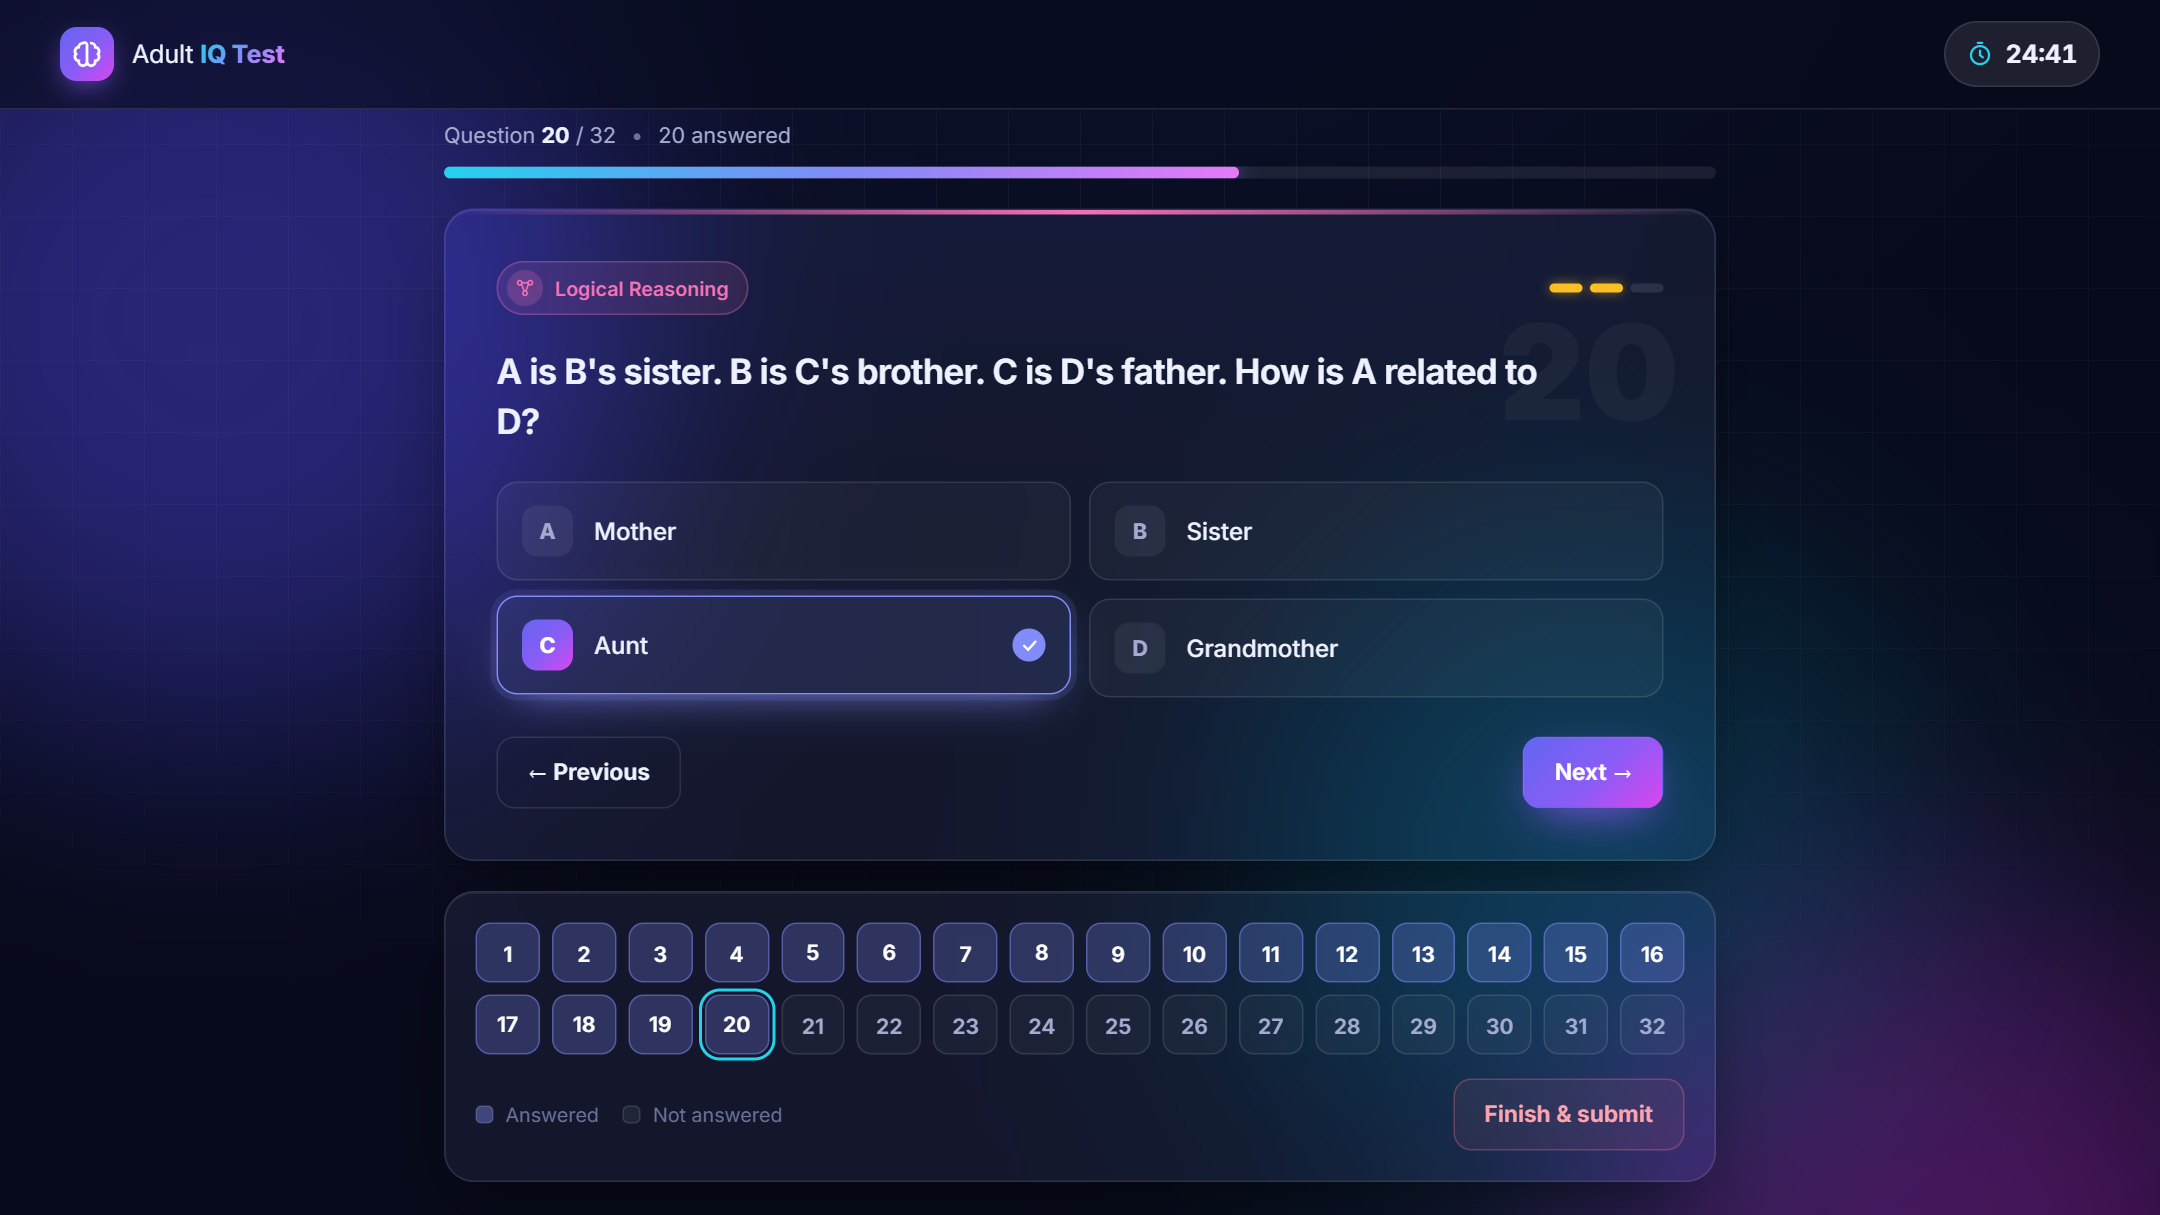 Adult IQ Test
24:41
Question 20 / 32 • 20 answered
Logical Reasoning
20
A is B's sister. B is C's brother. C is D's father. How is A related to
D?
A Mother
B Sister
C Aunt
D Grandmother
← Previous
Next →
1 2 3 4 5 6 7 8 9 10 11 12 13 14 15 16
17 18 19 20 21 22 23 24 25 26 27 28 29 30 31 32
Answered Not answered
Finish & submit